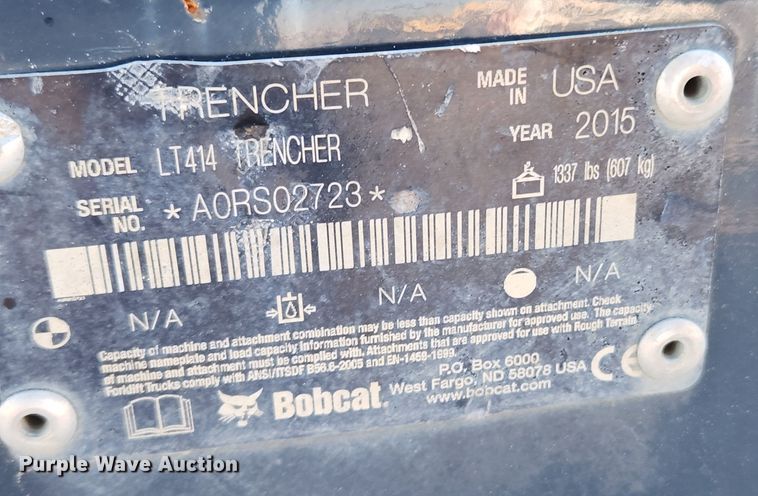 TRENCHER
MADE IN USA
MODEL LT414 TRENCHER
YEAR 2015
SERIAL NO. *AORS02723*
1337 lbs (607 kg)
N/A N/A N/A
Capacity of machine and attachment combination may be less than capacity shown on attachment. Check
machine nameplate and load capacity information furnished by the manufacturer for approved use. The capacity
of machine and attachment must be complied with. Attachments that are approved for use with Rough Terrain
Forklift Trucks comply with ANSI/ITSDF B56.6-2005 and EN-1459-1999.
Bobcat.
P.O. Box 6000
West Fargo, ND 58078 USA
www.bobcat.com
CE
Purple Wave Auction